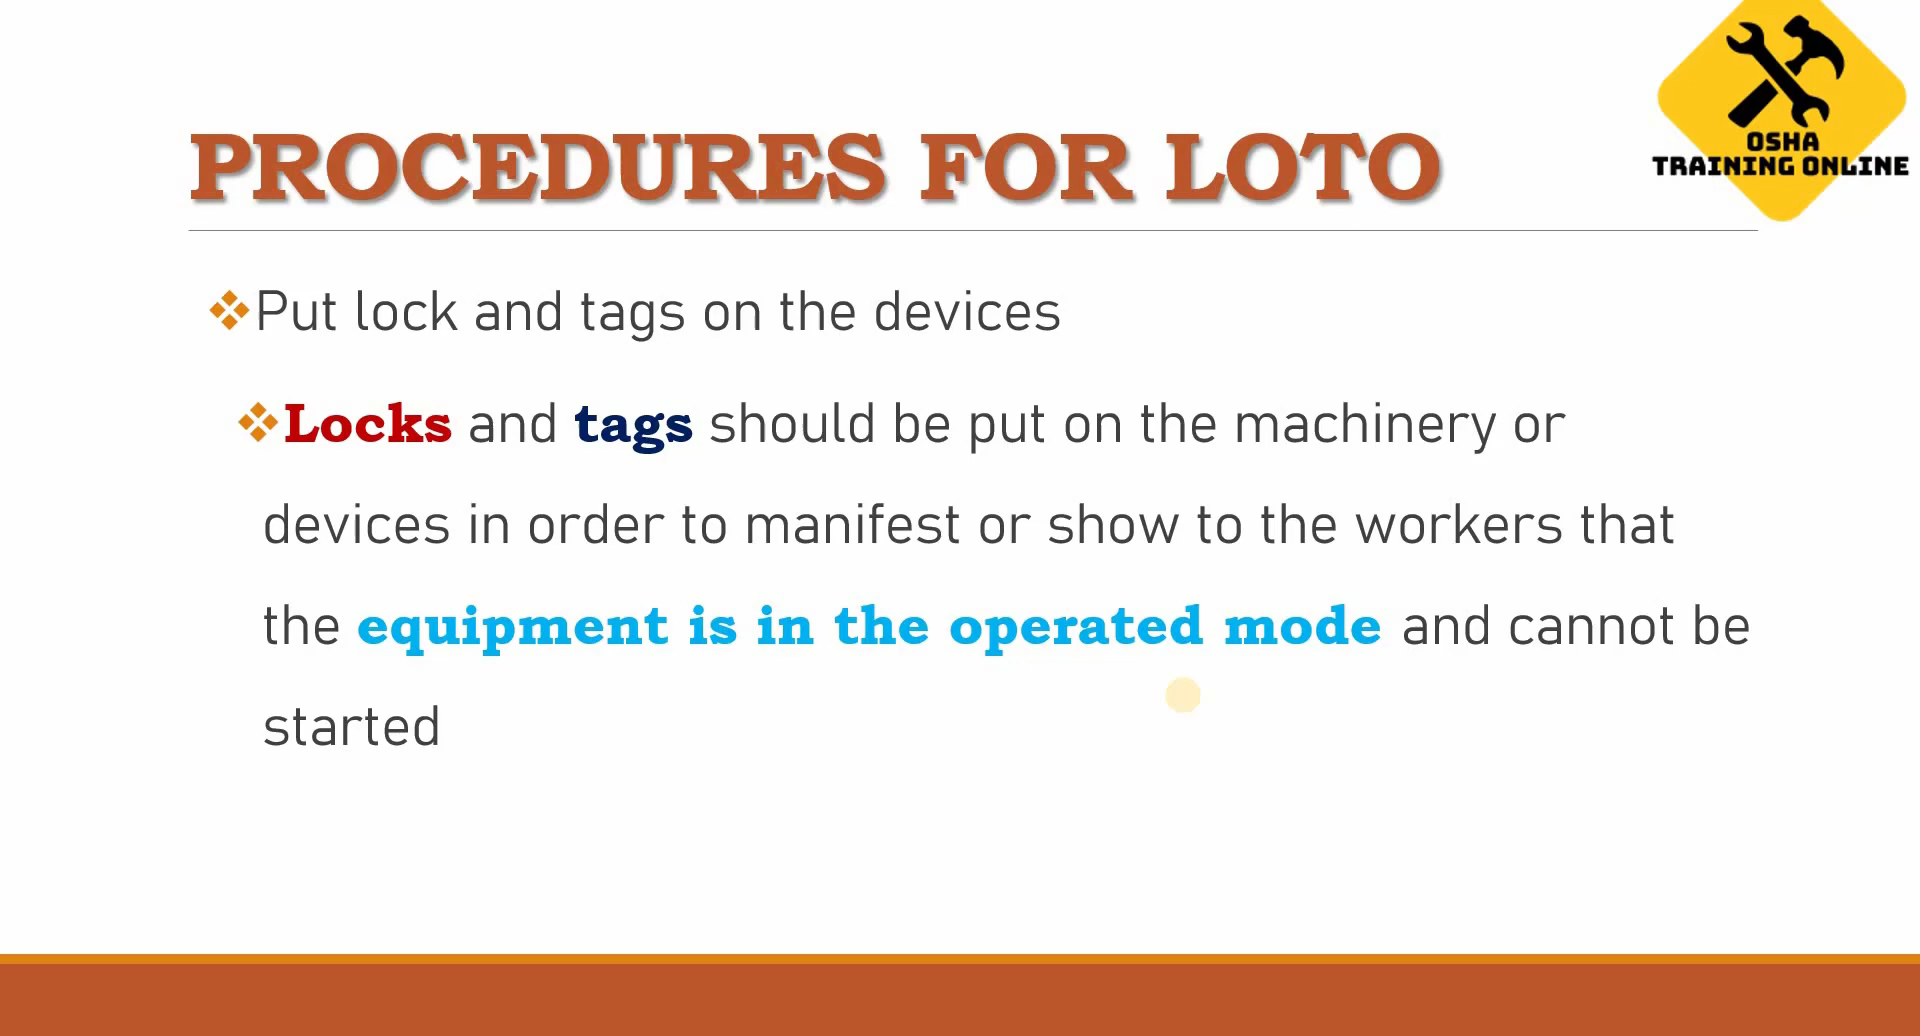 OSHA
TRAINING ONLINE
PROCEDURES FOR LOTO
Put lock and tags on the devices
Locks and tags should be put on the machinery or
devices in order to manifest or show to the workers that
the equipment is in the operated mode and cannot be
started